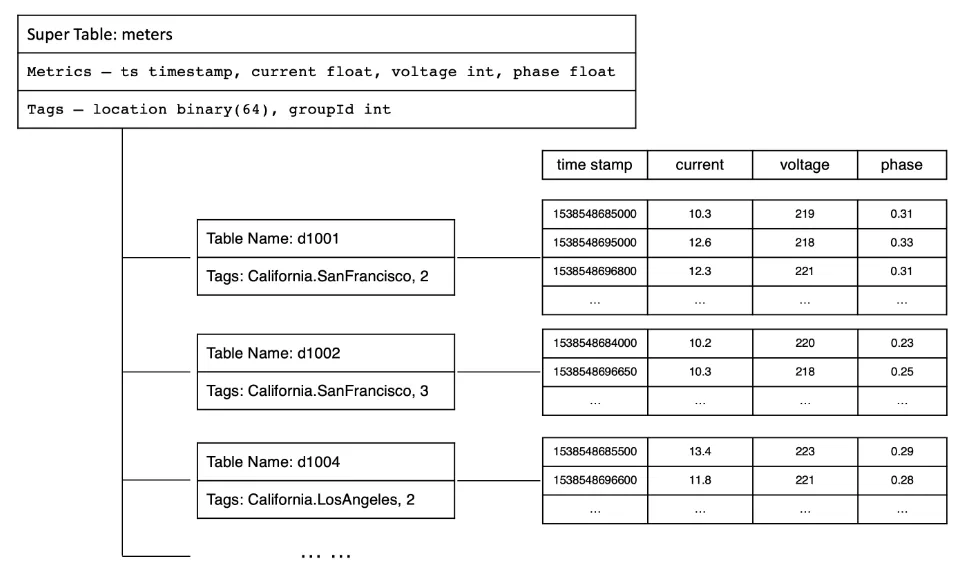 Super Table: meters
Metrics — ts timestamp, current float, voltage int, phase float
Tags — location binary(64), groupId int
time stamp current voltage phase
1538548685000 10.3 219 0.31
1538548695000 12.6 218 0.33
1538548696800 12.3 221 0.31
... ... ... ...
Table Name: d1001
Tags: California.SanFrancisco, 2
1538548684000 10.2 220 0.23
1538548696650 10.3 218 0.25
... ... ... ...
Table Name: d1002
Tags: California.SanFrancisco, 3
1538548685500 13.4 223 0.29
1538548696600 11.8 221 0.28
... ... ... ...
Table Name: d1004
Tags: California.LosAngeles, 2
... ...